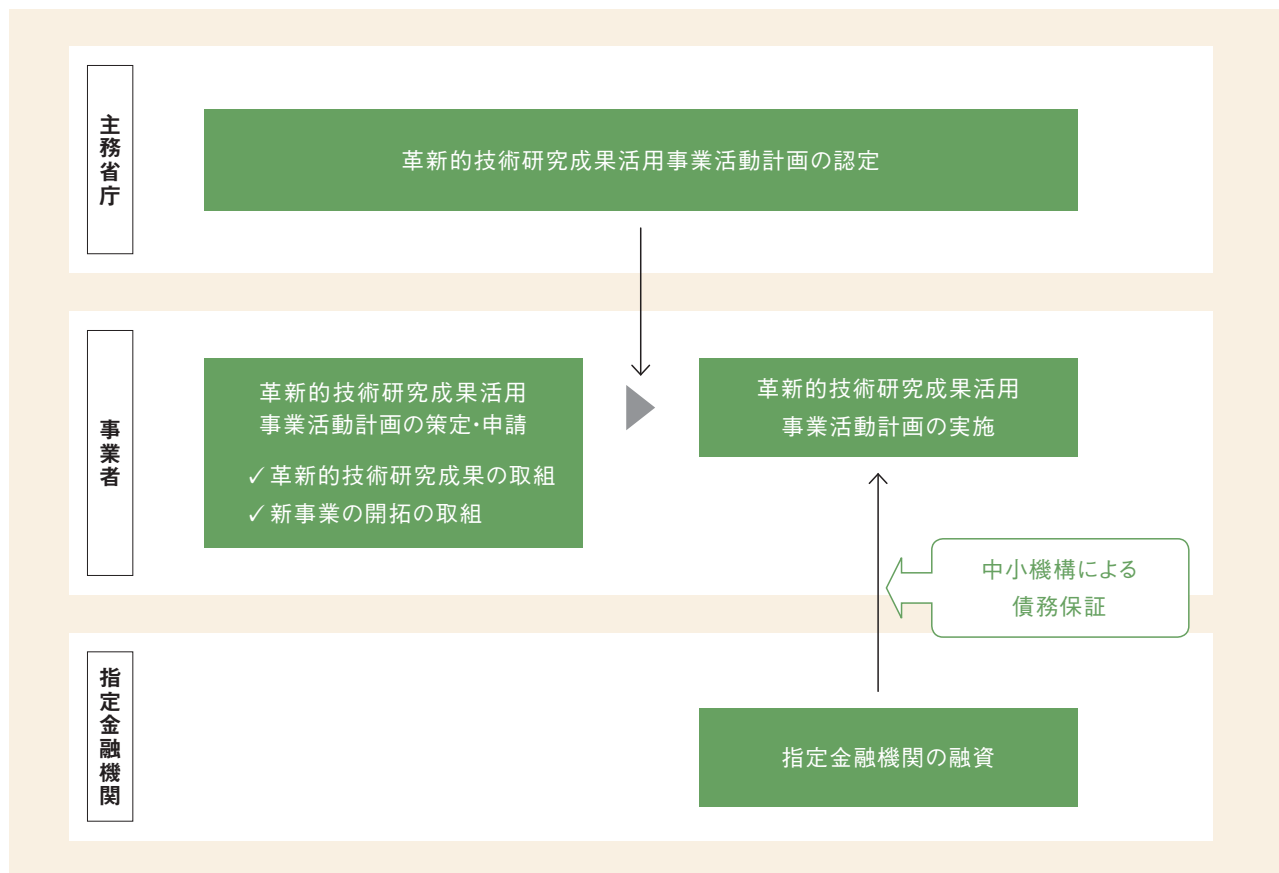 主務省庁
革新的技術研究成果活用事業活動計画の認定
事業者
革新的技術研究成果活用
事業活動計画の策定・申請
✓革新的技術研究成果の取組
✓新事業の開拓の取組
革新的技術研究成果活用
事業活動計画の実施
中小機構による
債務保証
指定金融機関
指定金融機関の融資